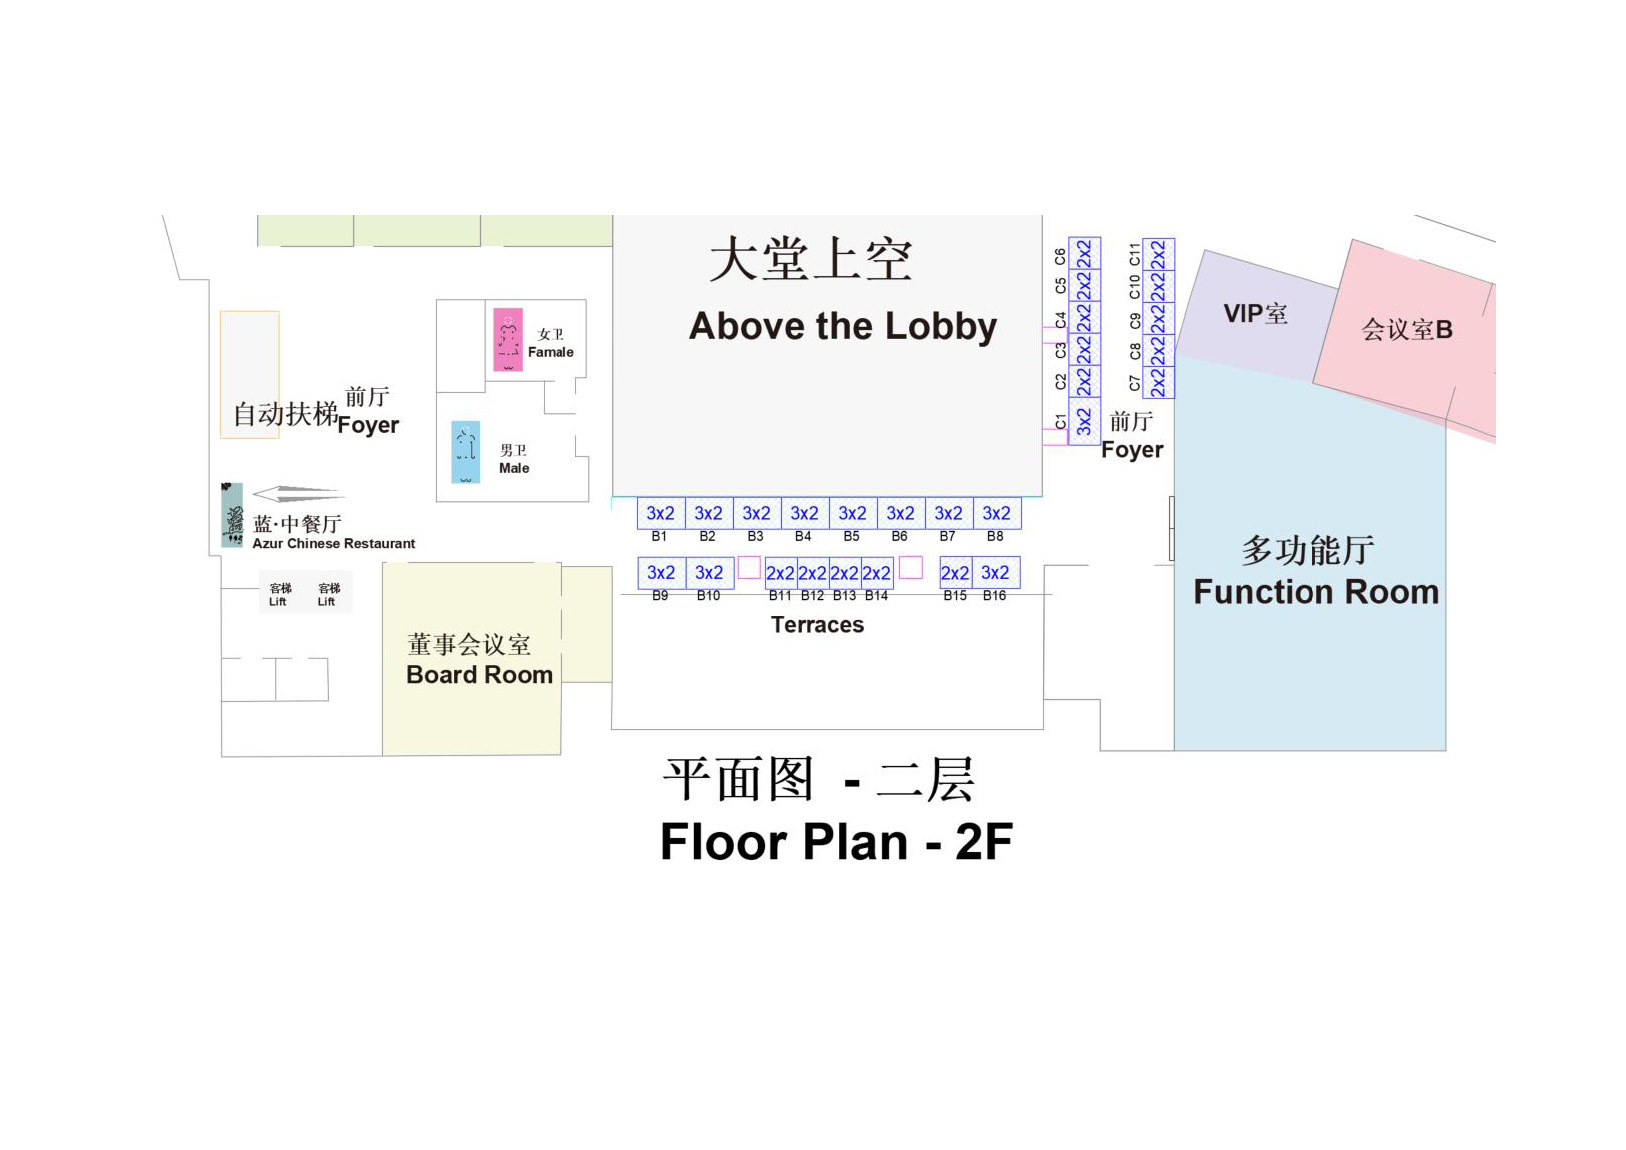 大堂上空
Above the Lobby
女卫
Famale
男卫
Male
自动扶梯
前厅
Foyer
蓝·中餐厅
Azur Chinese Restaurant
客梯
Lift
客梯
Lift
董事会议室
Board Room
C6 2x2
C5 2x2
C4 2x2
C3 2x2
C2 2x2
C1 3x2
C11 2x2
C10 2x2
C9 2x2
C8 2x2
C7 2x2
前厅
Foyer
VIP室
会议室B
多功能厅
Function Room
3x2 3x2 3x2 3x2 3x2 3x2 3x2 3x2
B1 B2 B3 B4 B5 B6 B7 B8
3x2 3x2 2x2 2x2 2x2 2x2 2x2 3x2
B9 B10 B11 B12 B13 B14 B15 B16
Terraces
平面图 - 二层
Floor Plan - 2F